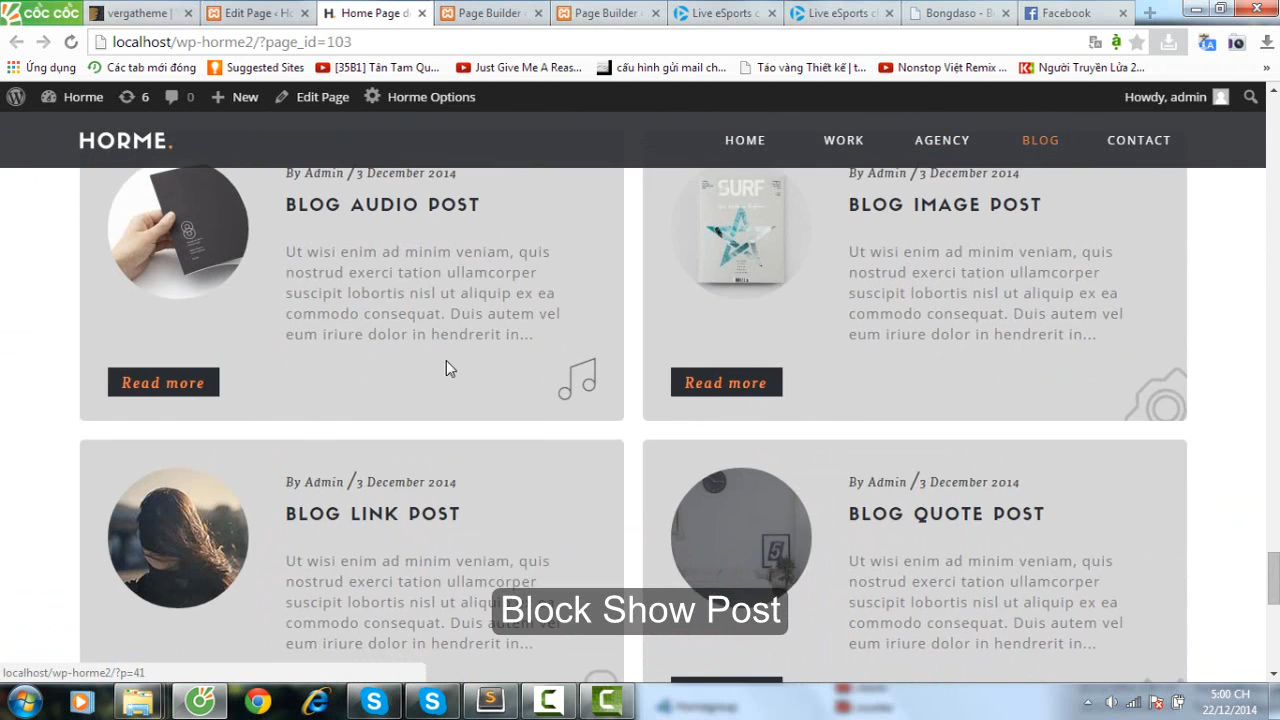 cốc cốc
vergatheme |
Edit Page ‹ Ho
Home Page d
Page Builder
Page Builder
Live eSports c
Live eSports c
Bongdaso - B
Facebook
localhost/wp-horme2/?page_id=103
Ứng dụng
Các tab mới đóng
Suggested Sites
[35B1] Tân Tam Qu...
Just Give Me A Reas...
cấu hình gửi mail ch...
Táo vàng Thiết kế | t...
Nonstop Việt Remix ...
Người Truyền Lửa 2...
»
Horme
6
0
New
Edit Page
Horme Options
Howdy, admin
HORME.
HOME
WORK
AGENCY
BLOG
CONTACT
By Admin /3 December 2014
BLOG AUDIO POST
Ut wisi enim ad minim veniam, quis
nostrud exerci tation ullamcorper
suscipit lobortis nisl ut aliquip ex ea
commodo consequat. Duis autem vel
eum iriure dolor in hendrerit in...
Read more
SURF
By Admin /3 December 2014
BLOG IMAGE POST
Ut wisi enim ad minim veniam, quis
nostrud exerci tation ullamcorper
suscipit lobortis nisl ut aliquip ex ea
commodo consequat. Duis autem vel
eum iriure dolor in hendrerit in...
Read more
By Admin /3 December 2014
BLOG LINK POST
Ut wisi enim ad minim veniam, quis
nostrud exerci tation ullamcorper
suscipit lobortis nisl ut aliquip ex ea
commodo consequat. Duis autem vel
eum iriure dolor in hendrerit in...
5
By Admin /3 December 2014
BLOG QUOTE POST
Ut wisi enim ad minim veniam, quis
nostrud exerci tation ullamcorper
suscipit lobortis nisl ut aliquip ex ea
commodo consequat. Duis autem vel
eum iriure dolor in hendrerit in...
Block Show Post
localhost/wp-horme2/?p=41
5:00 CH
22/12/2014